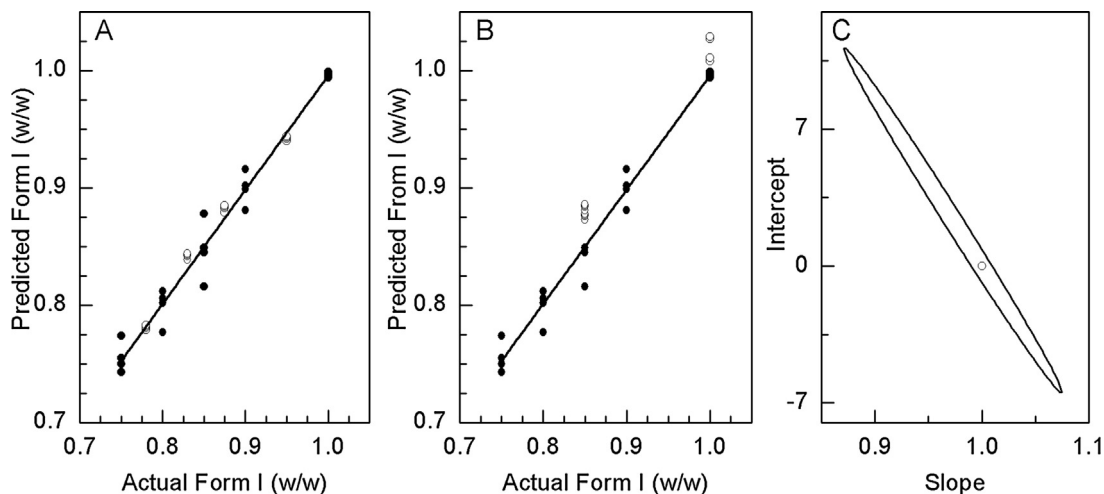 A
B
C
Predicted Form I (w/w)
1.0
0.9
0.8
0.7
0.7 0.8 0.9 1.0
Actual Form I (w/w)
Predicted From I (w/w)
1.0
0.9
0.8
0.7
0.7 0.8 0.9 1.0
Actual Form I (w/w)
Intercept
7
0
-7
0.9 1.0 1.1
Slope